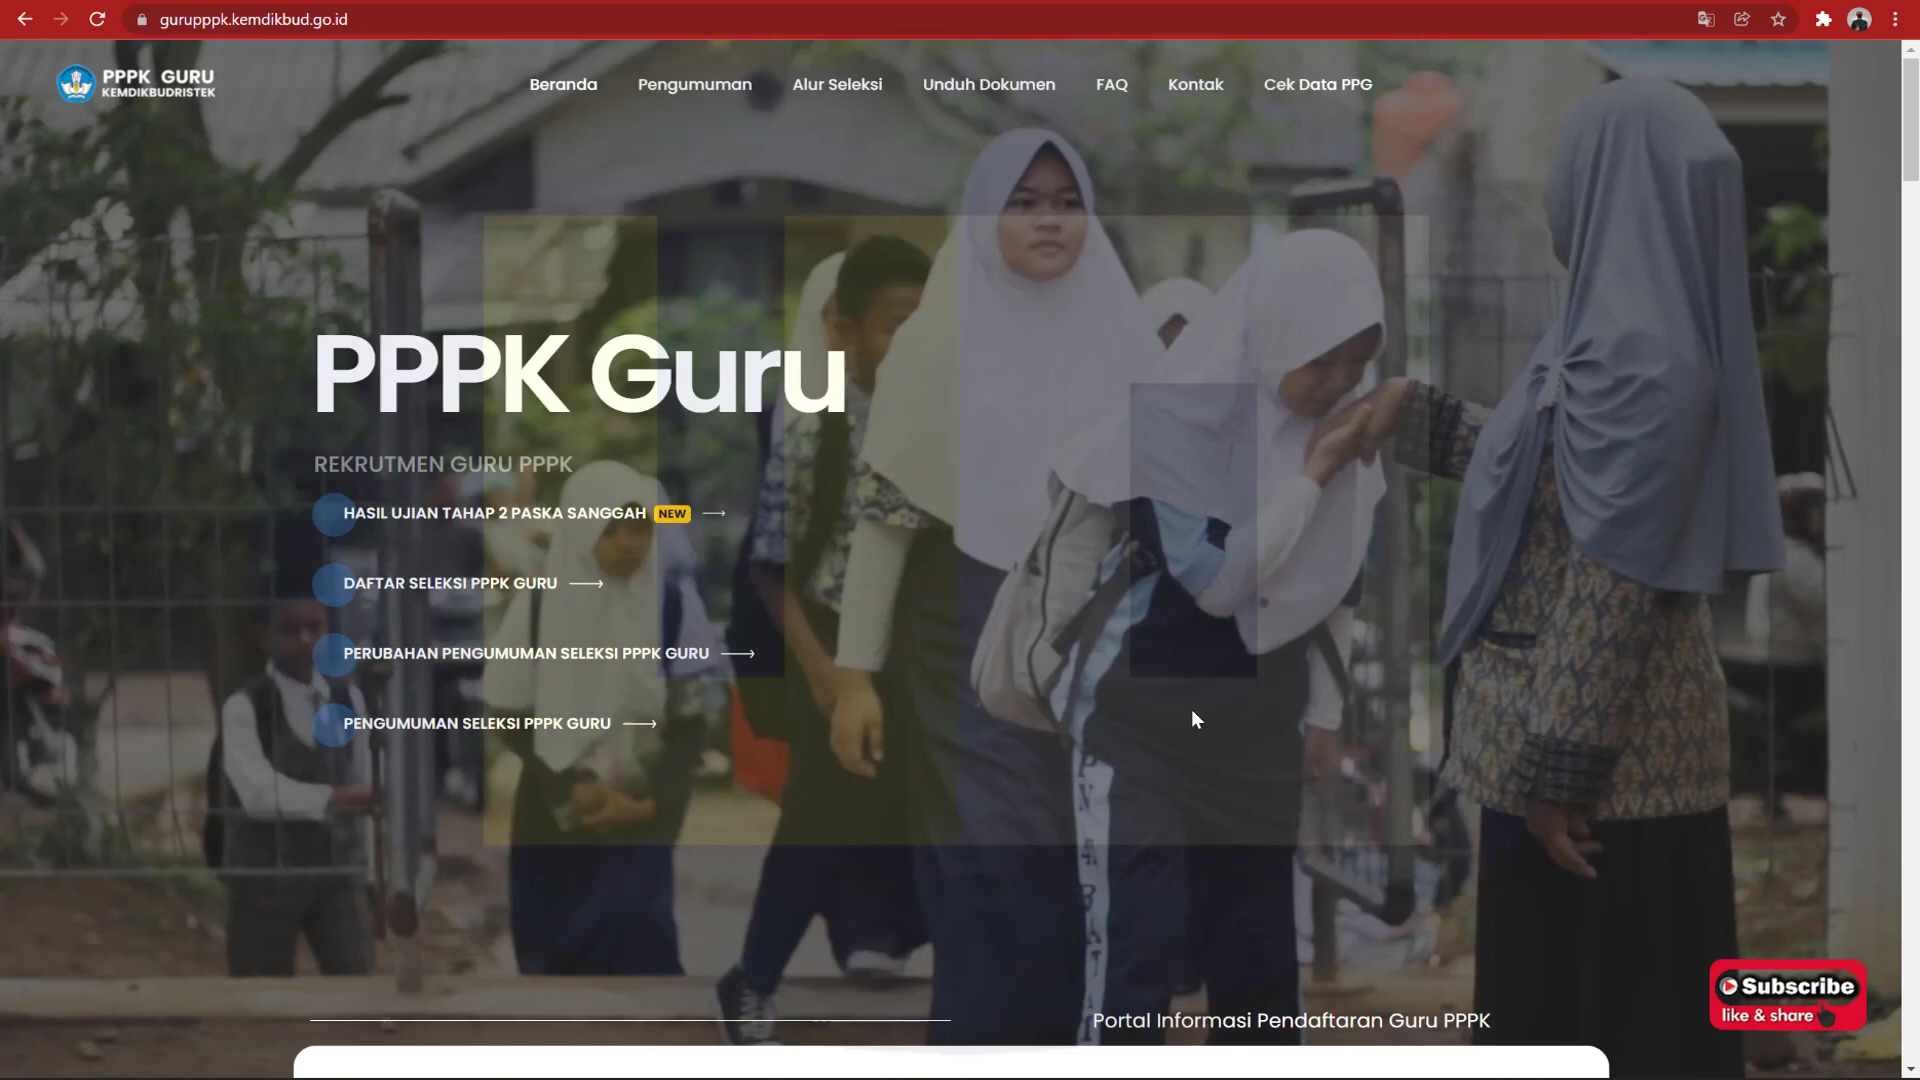 gurupppk.kemdikbud.go.id
PPPK GURU
KEMDIKBUDRISTEK
Beranda
Pengumuman
Alur Seleksi
Unduh Dokumen
FAQ
Kontak
Cek Data PPG
PPPK Guru
REKRUTMEN GURU PPPK
HASIL UJIAN TAHAP 2 PASKA SANGGAH NEW
DAFTAR SELEKSI PPPK GURU
PERUBAHAN PENGUMUMAN SELEKSI PPPK GURU
PENGUMUMAN SELEKSI PPPK GURU
Portal Informasi Pendaftaran Guru PPPK
Subscribe
like & share